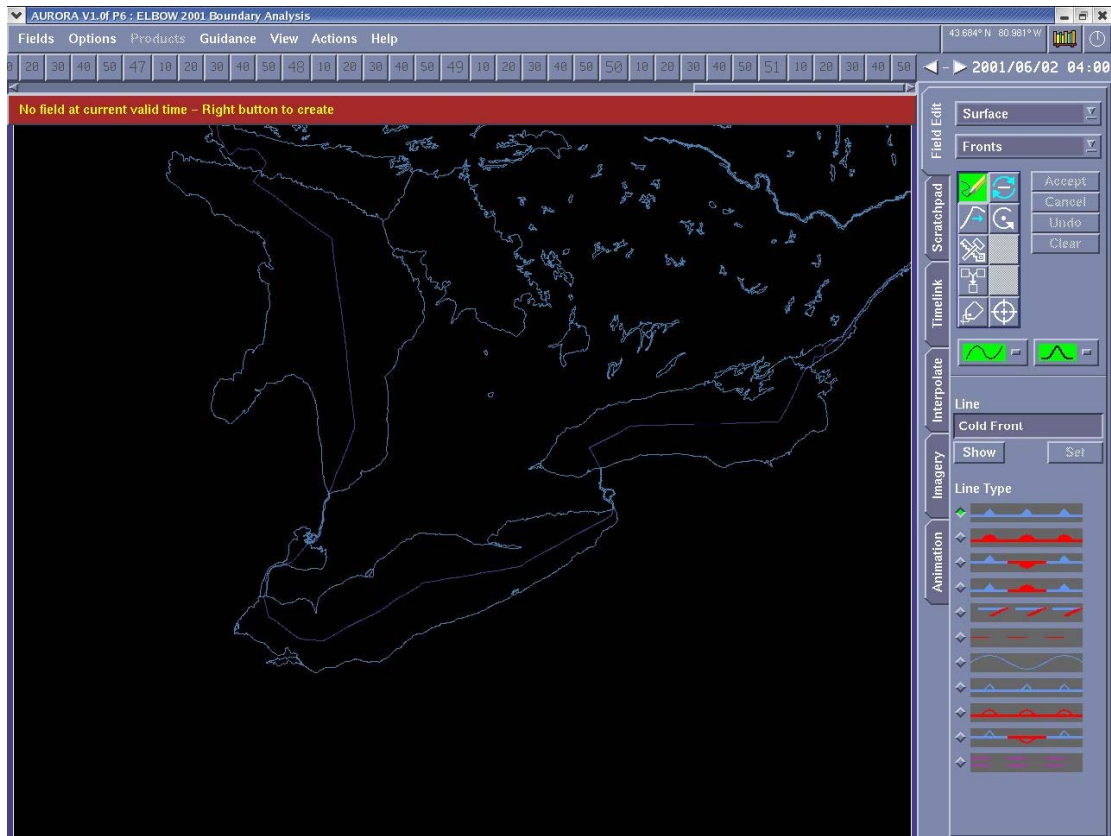 AURORA V1.0f P6 : ELBOW 2001 Boundary Analysis
Fields Options Products Guidance View Actions Help
43.684° N 80.981° W
20 30 40 50 47 10 20 30 40 50 48 10 20 30 40 50 49 10 20 30 40 50 50 10 20 30 40 50 51 10 20 30 40 50
2001/06/02 04:00
No field at current valid time – Right button to create
Field Edit
Scratchpad
Timelink
Interpolate
Imagery
Animation
Surface
Fronts
Accept
Cancel
Undo
Clear
Line
Cold Front
Show Set
Line Type